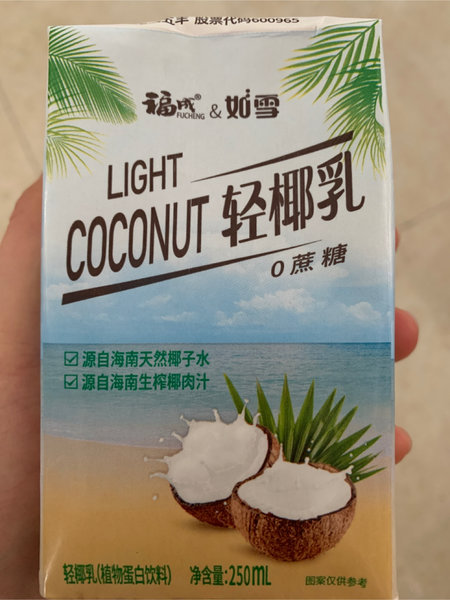 股票代码600965
福成® & 如雪
FUCHENG
LIGHT
COCONUT 轻椰乳
0蔗糖
☑ 源自海南天然椰子水
☑ 源自海南生榨椰肉汁
轻椰乳(植物蛋白饮料) 净含量:250mL
图案仅供参考